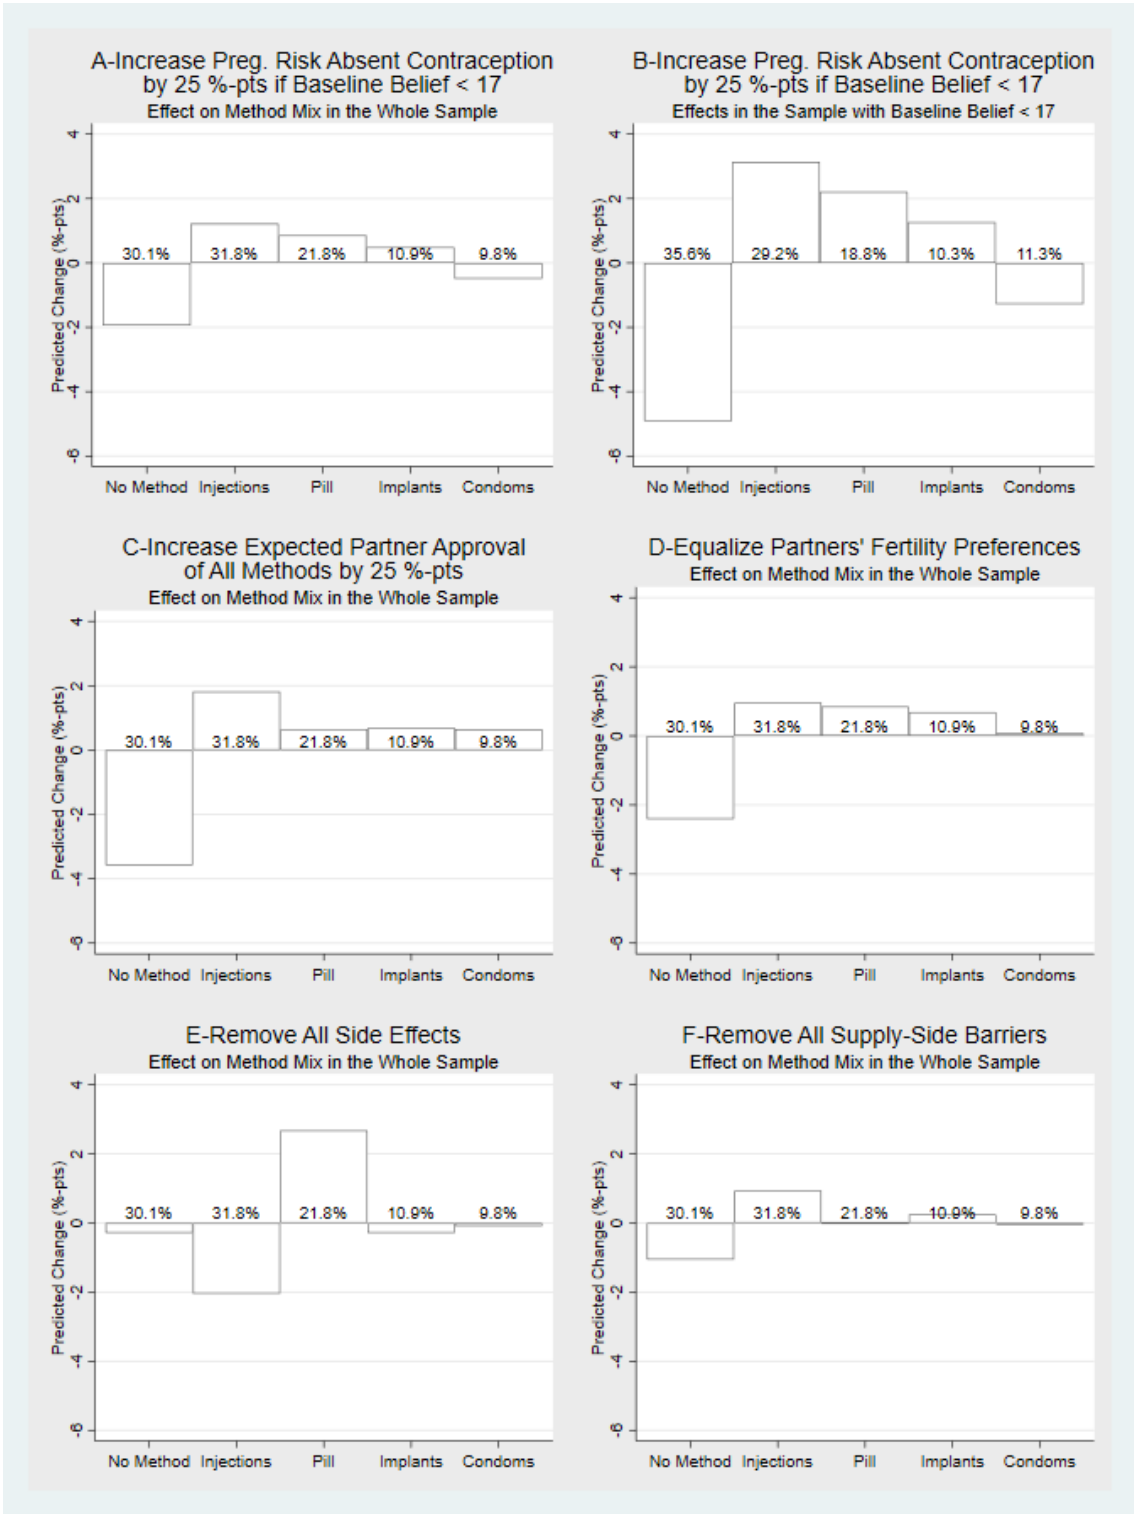 A-Increase Preg. Risk Absent Contraception
by 25 %-pts if Baseline Belief < 17
Effect on Method Mix in the Whole Sample
Predicted Change (%-pts)
4
2
0
-2
-4
-6
30.1% 31.8% 21.8% 10.9% 9.8%
No Method Injections Pill Implants Condoms
B-Increase Preg. Risk Absent Contraception
by 25 %-pts if Baseline Belief < 17
Effects in the Sample with Baseline Belief < 17
Predicted Change (%-pts)
4
2
0
-2
-4
-6
35.6% 29.2% 18.8% 10.3% 11.3%
No Method Injections Pill Implants Condoms
C-Increase Expected Partner Approval
of All Methods by 25 %-pts
Effect on Method Mix in the Whole Sample
Predicted Change (%-pts)
4
2
0
-2
-4
-6
30.1% 31.8% 21.8% 10.9% 9.8%
No Method Injections Pill Implants Condoms
D-Equalize Partners' Fertility Preferences
Effect on Method Mix in the Whole Sample
Predicted Change (%-pts)
4
2
0
-2
-4
-6
30.1% 31.8% 21.8% 10.9% 9.8%
No Method Injections Pill Implants Condoms
E-Remove All Side Effects
Effect on Method Mix in the Whole Sample
Predicted Change (%-pts)
4
2
0
-2
-4
-6
30.1% 31.8% 21.8% 10.9% 9.8%
No Method Injections Pill Implants Condoms
F-Remove All Supply-Side Barriers
Effect on Method Mix in the Whole Sample
Predicted Change (%-pts)
4
2
0
-2
-4
-6
30.1% 31.8% 21.8% 10.9% 9.8%
No Method Injections Pill Implants Condoms